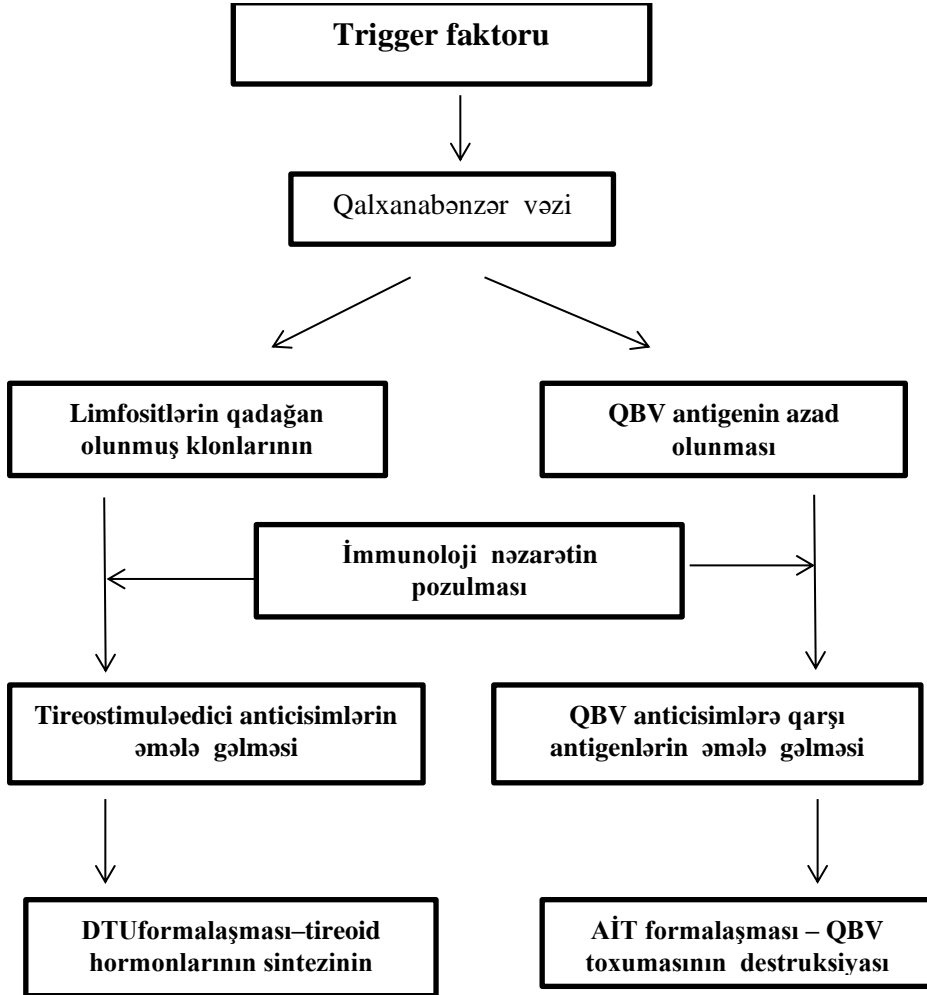 Trigger faktoru
Qalxanabənzər vəzi
Limfositlərin qadağan
olunmuş klonlarının
QBV antigenin azad
olunması
İmmunoloji nəzarətin
pozulması
Tireostimuləedici anticisimlərin
əmələ gəlməsi
QBV anticisimlərə qarşı
antigenlərin əmələ gəlməsi
DTUformalaşması–tireoid
hormonlarının sintezinin
AİT formalaşması – QBV
toxumasının destruksiyası